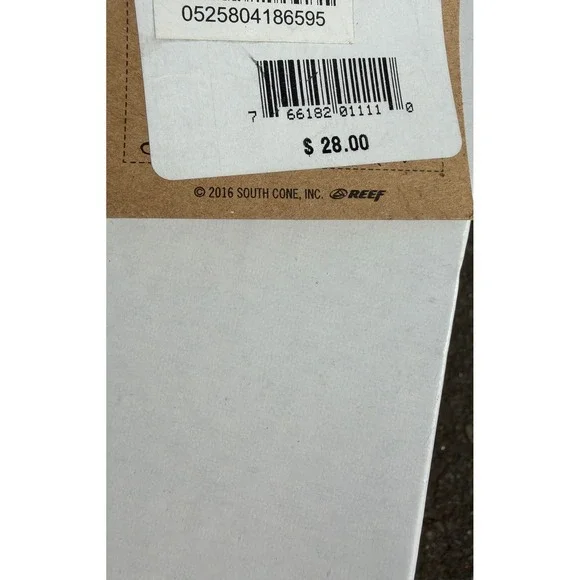 0525804186595
7 66182 01111 0
$ 28.00
© 2016 SOUTH CONE, INC. REEF